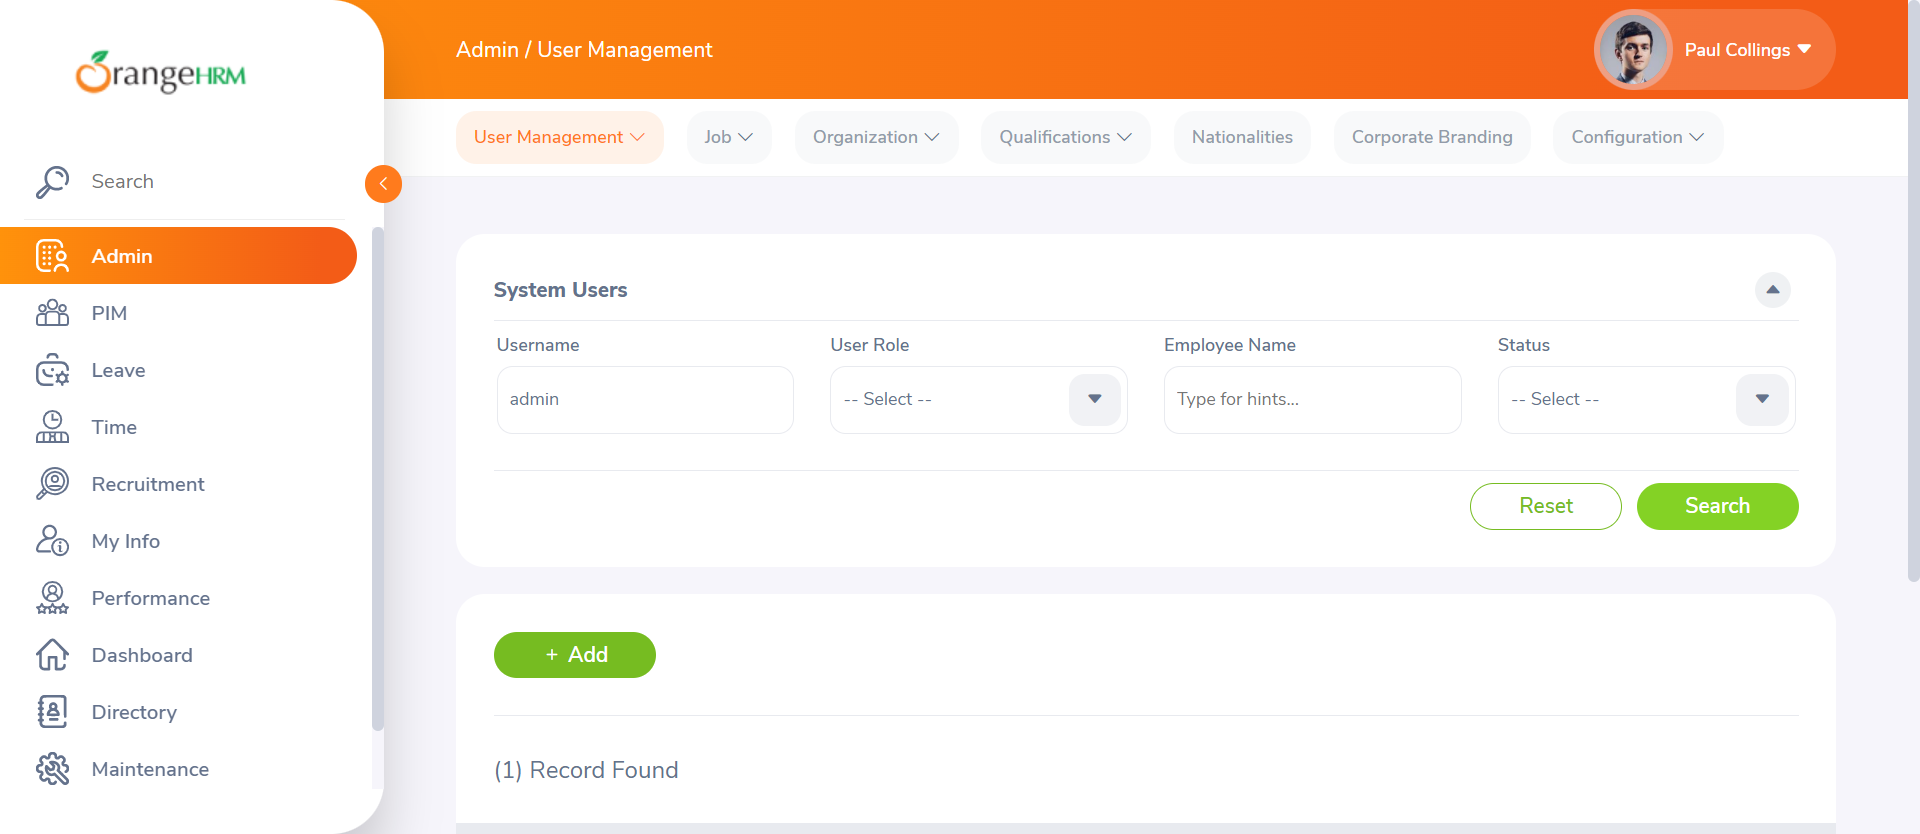 OrangeHRM
Search
Admin
PIM
Leave
Time
Recruitment
My Info
Performance
Dashboard
Directory
Maintenance
Admin / User Management
Paul Collings
User Management
Job
Organization
Qualifications
Nationalities
Corporate Branding
Configuration
System Users
Username
User Role
Employee Name
Status
admin
-- Select --
Type for hints...
-- Select --
Reset
Search
+ Add
(1) Record Found